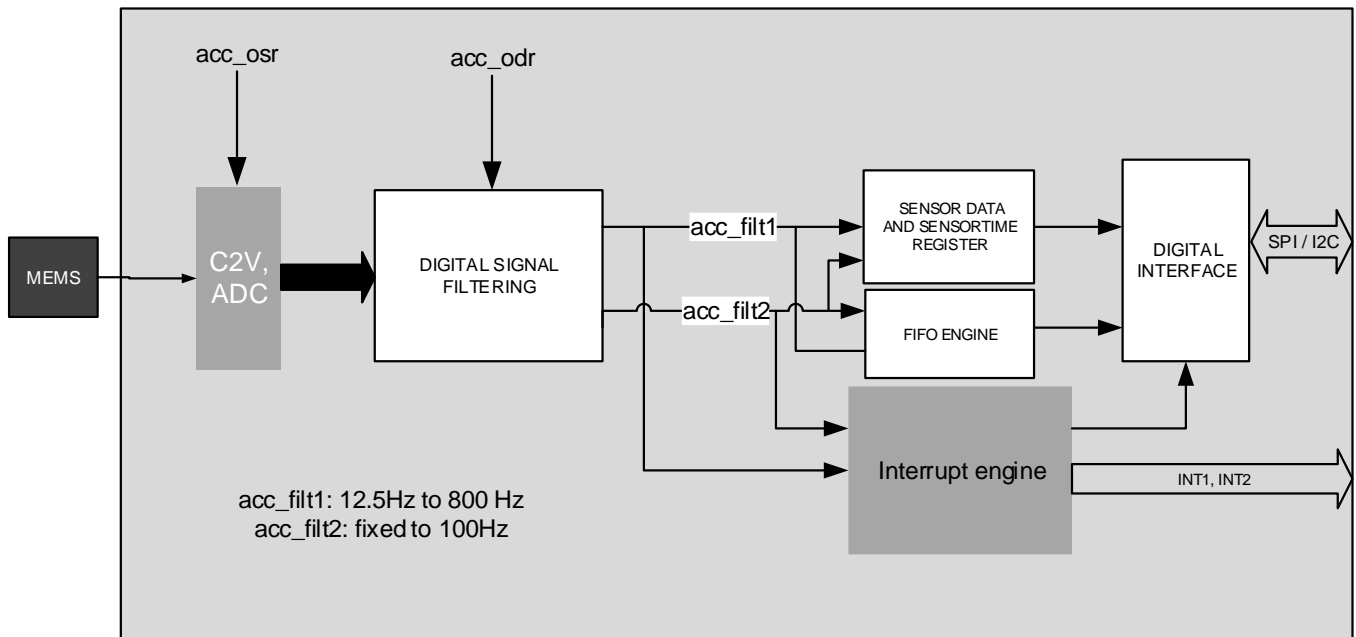 acc_osr
acc_odr
MEMS
C2V,
ADC
DIGITAL SIGNAL
FILTERING
acc_filt1
acc_filt2
SENSOR DATA
AND SENSORTIME
REGISTER
FIFO ENGINE
DIGITAL
INTERFACE
SPI / I2C
Interrupt engine
INT1, INT2
acc_filt1: 12.5Hz to 800 Hz
acc_filt2: fixed to 100Hz